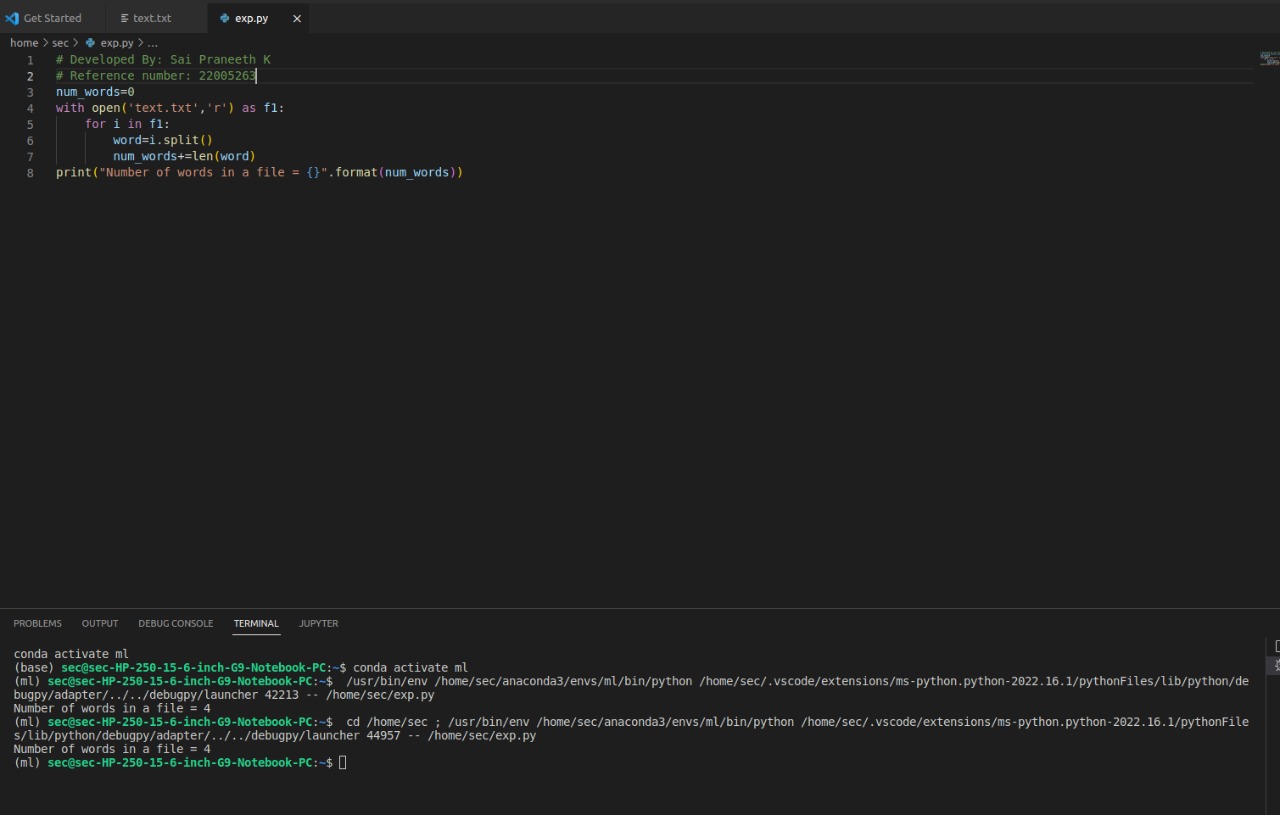 Get Started text.txt exp.py
home sec exp.py ...
1 # Developed By: Sai Praneeth K
2 # Reference number: 22005263
3 num_words=0
4 with open('text.txt','r') as f1:
5     for i in f1:
6         word=i.split()
7         num_words+=len(word)
8 print("Number of words in a file = {}".format(num_words))
PROBLEMS OUTPUT DEBUG CONSOLE TERMINAL JUPYTER
conda activate ml
(base) sec@sec-HP-250-15-6-inch-G9-Notebook-PC:~$ conda activate ml
(ml) sec@sec-HP-250-15-6-inch-G9-Notebook-PC:~$  /usr/bin/env /home/sec/anaconda3/envs/ml/bin/python /home/sec/.vscode/extensions/ms-python.python-2022.16.1/pythonFiles/lib/python/de
bugpy/adapter/../../debugpy/launcher 42213 -- /home/sec/exp.py
Number of words in a file = 4
(ml) sec@sec-HP-250-15-6-inch-G9-Notebook-PC:~$  cd /home/sec ; /usr/bin/env /home/sec/anaconda3/envs/ml/bin/python /home/sec/.vscode/extensions/ms-python.python-2022.16.1/pythonFile
s/lib/python/debugpy/adapter/../../debugpy/launcher 44957 -- /home/sec/exp.py
Number of words in a file = 4
(ml) sec@sec-HP-250-15-6-inch-G9-Notebook-PC:~$